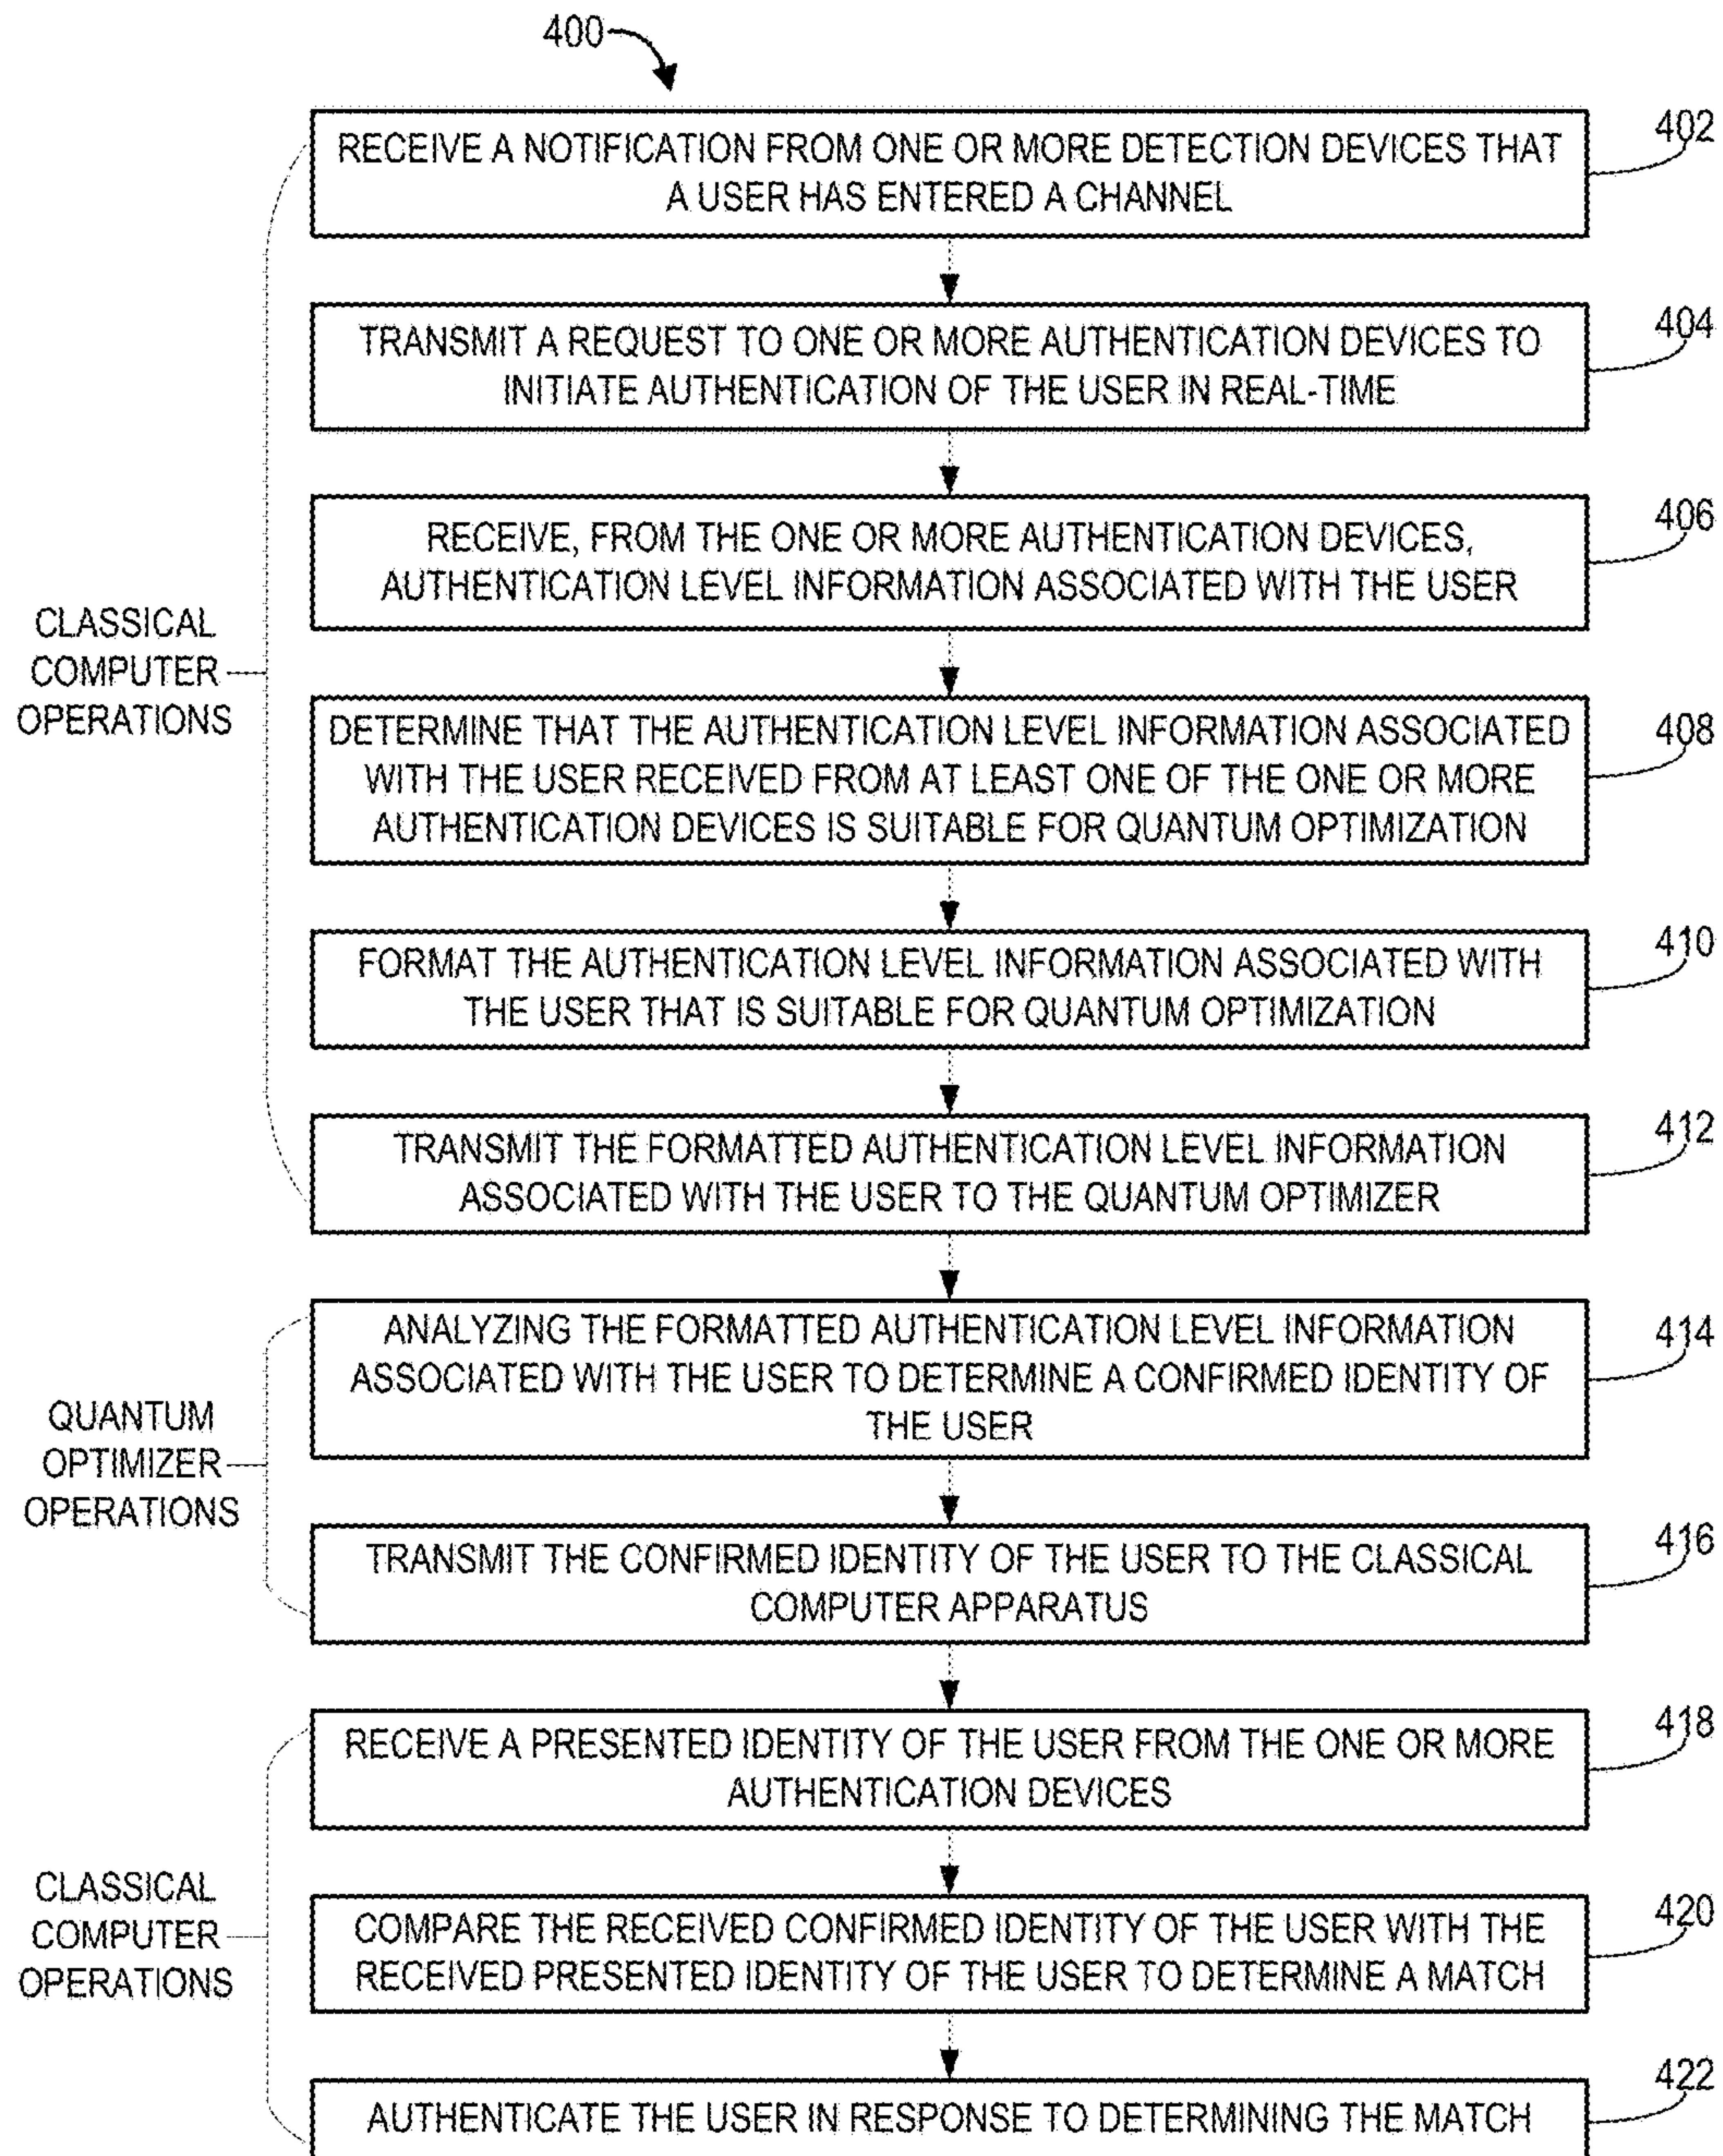 400
RECEIVE A NOTIFICATION FROM ONE OR MORE DETECTION DEVICES THAT
A USER HAS ENTERED A CHANNEL
402
TRANSMIT A REQUEST TO ONE OR MORE AUTHENTICATION DEVICES TO
INITIATE AUTHENTICATION OF THE USER IN REAL-TIME
404
RECEIVE, FROM THE ONE OR MORE AUTHENTICATION DEVICES,
AUTHENTICATION LEVEL INFORMATION ASSOCIATED WITH THE USER
406
CLASSICAL
COMPUTER
OPERATIONS
DETERMINE THAT THE AUTHENTICATION LEVEL INFORMATION ASSOCIATED
WITH THE USER RECEIVED FROM AT LEAST ONE OF THE ONE OR MORE
AUTHENTICATION DEVICES IS SUITABLE FOR QUANTUM OPTIMIZATION
408
FORMAT THE AUTHENTICATION LEVEL INFORMATION ASSOCIATED WITH
THE USER THAT IS SUITABLE FOR QUANTUM OPTIMIZATION
410
TRANSMIT THE FORMATTED AUTHENTICATION LEVEL INFORMATION
ASSOCIATED WITH THE USER TO THE QUANTUM OPTIMIZER
412
ANALYZING THE FORMATTED AUTHENTICATION LEVEL INFORMATION
ASSOCIATED WITH THE USER TO DETERMINE A CONFIRMED IDENTITY OF
THE USER
414
QUANTUM
OPTIMIZER
OPERATIONS
TRANSMIT THE CONFIRMED IDENTITY OF THE USER TO THE CLASSICAL
COMPUTER APPARATUS
416
RECEIVE A PRESENTED IDENTITY OF THE USER FROM THE ONE OR MORE
AUTHENTICATION DEVICES
418
CLASSICAL
COMPUTER
OPERATIONS
COMPARE THE RECEIVED CONFIRMED IDENTITY OF THE USER WITH THE
RECEIVED PRESENTED IDENTITY OF THE USER TO DETERMINE A MATCH
420
AUTHENTICATE THE USER IN RESPONSE TO DETERMINING THE MATCH
422